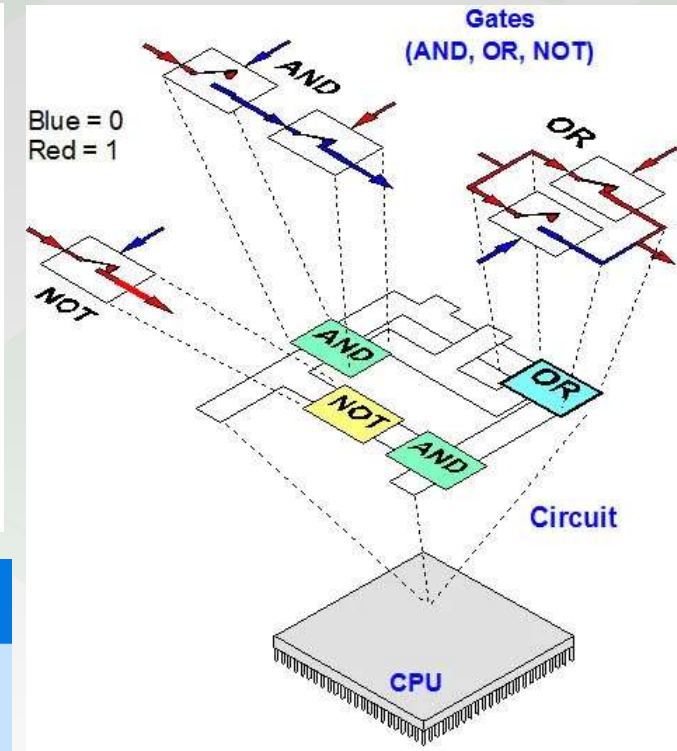 Gates
(AND, OR, NOT)
AND
Blue = 0
Red = 1
OR
NOT
AND
OR
NOT
AND
Circuit
CPU